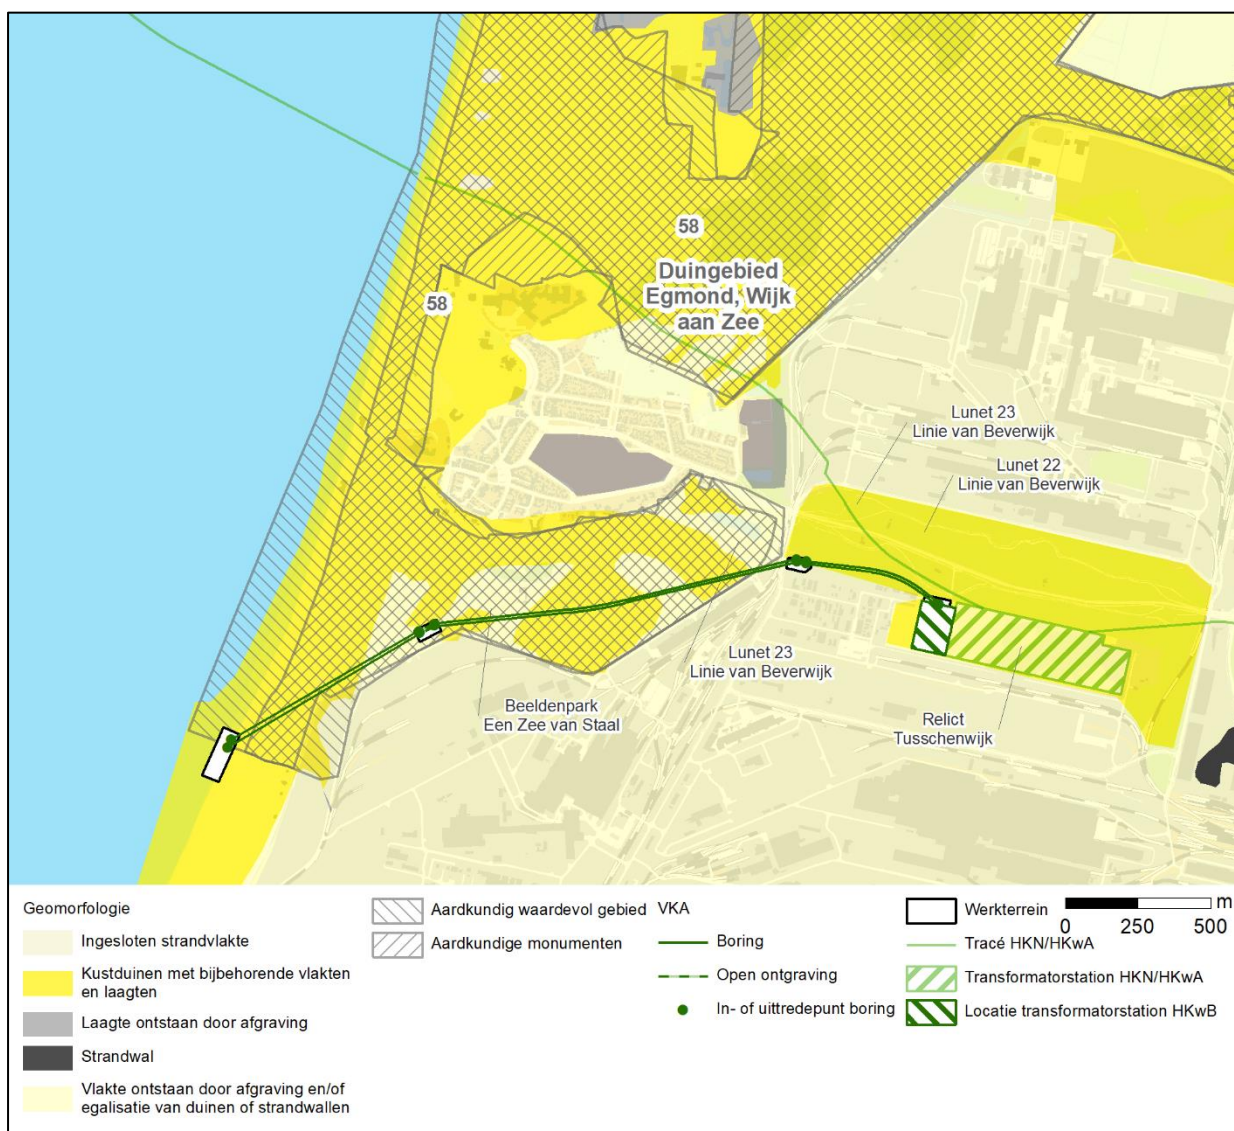 58
Duingebied
Egmond, Wijk
aan Zee
58
Lunet 23
Linie van Beverwijk
Lunet 22
Linie van Beverwijk
Lunet 23
Linie van Beverwijk
Beeldenpark
Een Zee van Staal
Relict
Tusschenwijk
Geomorfologie
Ingesloten strandvlakte
Kustduinen met bijbehorende vlakten
en laagten
Laagte ontstaan door afgraving
Strandwal
Vlakte ontstaan door afgraving en/of
egalisatie van duinen of strandwallen
Aardkundig waardevol gebied
Aardkundige monumenten
VKA
Boring
Open ontgraving
In- of uittredepunt boring
Werkterrein
Tracé HKN/HKwA
Transformatorstation HKN/HKwA
Locatie transformatorstation HKwB
m
0 250 500